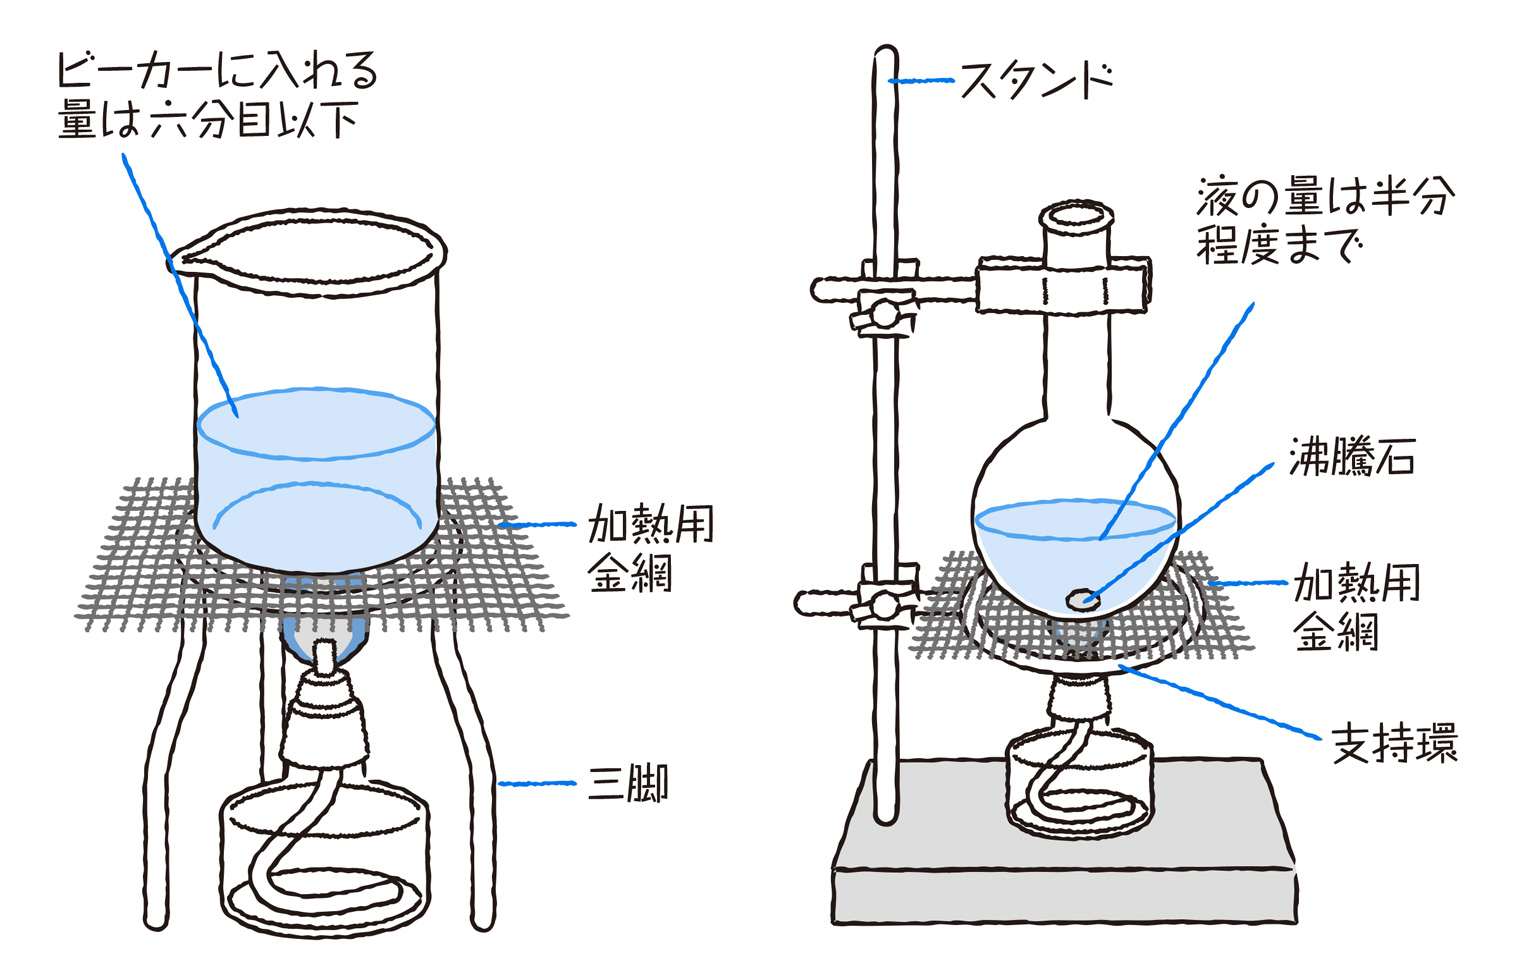 ビーカーに入れる
量は六分目以下
加熱用
金網
三脚
スタンド
液の量は半分
程度まで
沸騰石
加熱用
金網
支持環